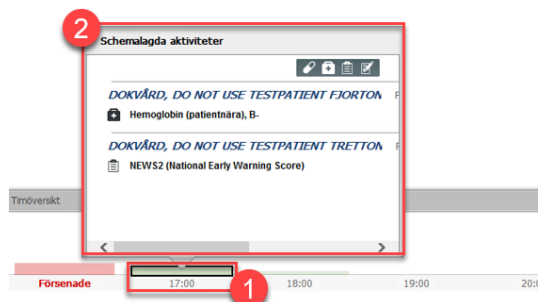 2
Schemalagda aktiviteter
DOKVÅRD, DO NOT USE TESTPATIENT FJORTON
Hemoglobin (patientnära), B-
DOKVÅRD, DO NOT USE TESTPATIENT TRETTON
NEWS2 (National Early Warning Score)
Timöversikt
Försenade 17:00 1 18:00 19:00